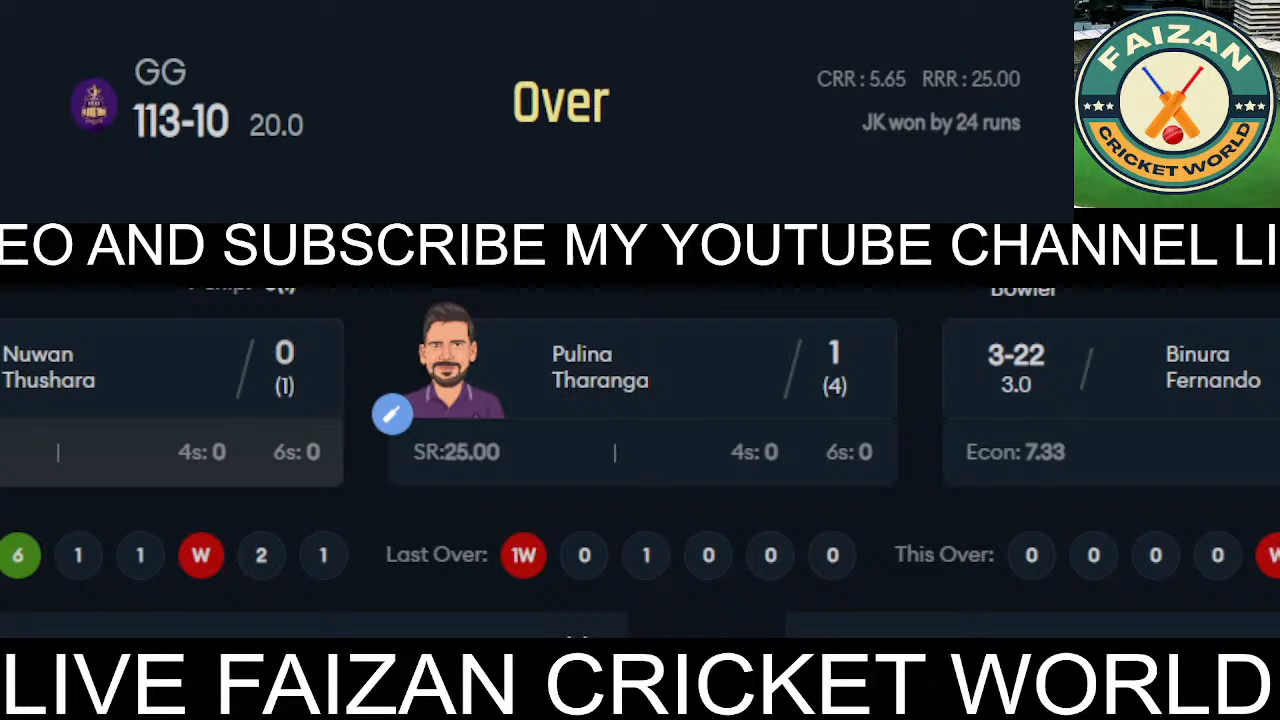 GG
113-10 20.0
Over
CRR : 5.65 RRR : 25.00
JK won by 24 runs
FAIZAN
CRICKET WORLD
EO AND SUBSCRIBE MY YOUTUBE CHANNEL LI
Bowler
Nuwan
Thushara
0
(1)
4s: 0 6s: 0
Pulina
Tharanga
1
(4)
SR:25.00 4s: 0 6s: 0
3-22
3.0
Binura
Fernando
Econ: 7.33
6 1 1 W 2 1 Last Over: 1W 0 1 0 0 0 This Over: 0 0 0 0 W
LIVE FAIZAN CRICKET WORLD